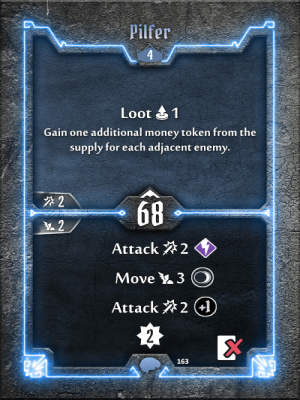 Pilfer
4
Loot 1
Gain one additional money token from the
supply for each adjacent enemy.
2
68
2
Attack 2
Move 3
Attack 2 +1
2
163